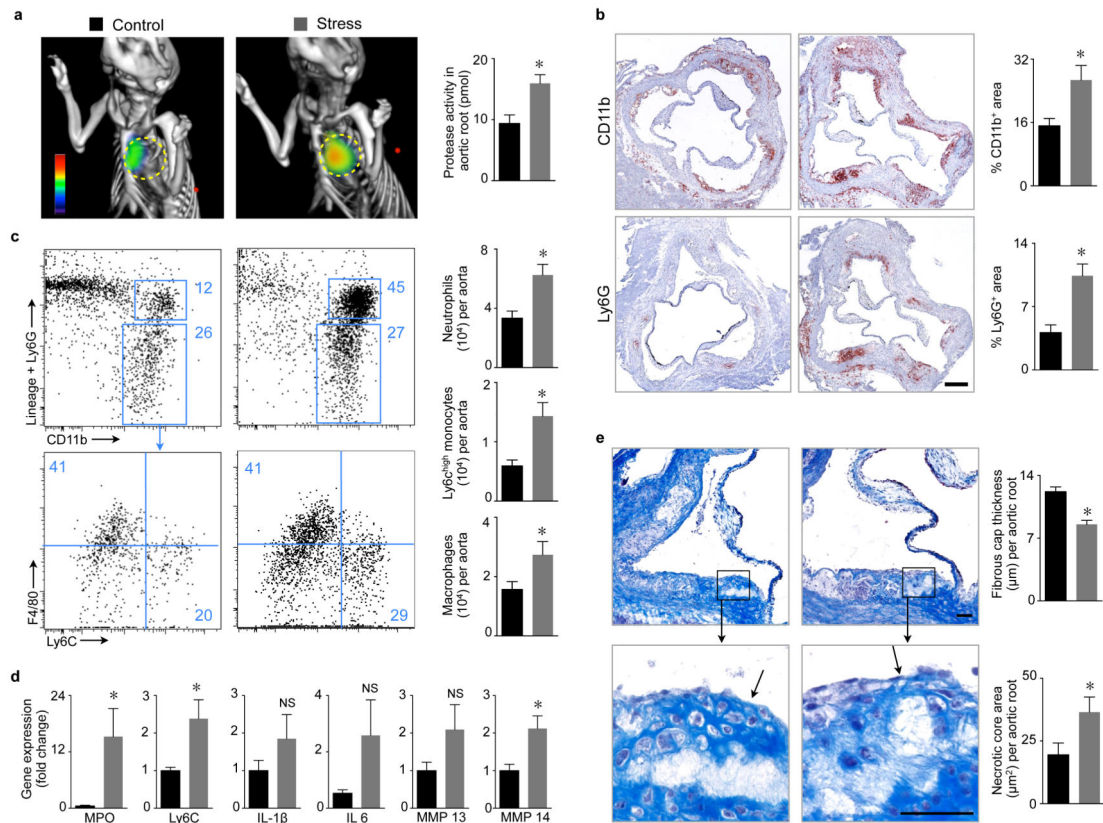 a
Control
Stress
Protease activity in
aortic root (pmol)
20
10
0
*
b
CD11b
Ly6G
% CD11b⁺ area
32
16
0
*
% Ly6G⁺ area
14
7
0
*
c
Lineage + Ly6G
CD11b
12
26
45
27
41
20
41
29
F4/80
Ly6C
Neutrophils
(10⁴) per aorta
8
4
0
*
Ly6cʰⁱᵍʰ monocytes
(10⁴) per aorta
2
1
0
*
Macrophages
(10⁴) per aorta
4
2
0
*
d
Gene expression
(fold change)
24
12
0
*
MPO
3
2
1
0
*
Ly6C
3
2
1
0
NS
IL-1ß
4
2
2
0
NS
IL 6
3
2
1
0
NS
MMP 13
3
2
1
0
*
MMP 14
e
Fibrous cap thickness
(µm) per aortic root
14
7
0
*
Necrotic core area
(µm²) per aortic root
50
25
0
*